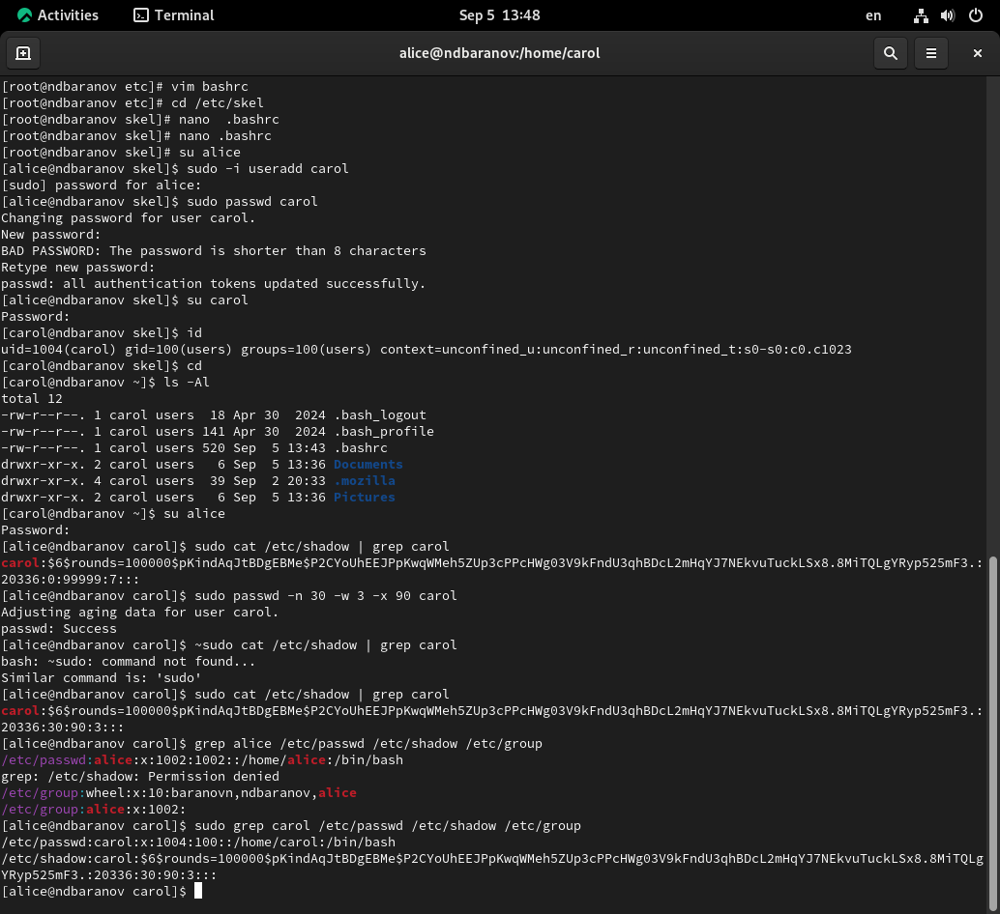 Activities Terminal Sep 5 13:48 en
alice@ndbaranov:/home/carol
[root@ndbaranov etc]# vim bashrc
[root@ndbaranov etc]# cd /etc/skel
[root@ndbaranov skel]# nano  .bashrc
[root@ndbaranov skel]# nano .bashrc
[root@ndbaranov skel]# su alice
[alice@ndbaranov skel]$ sudo -i useradd carol
[sudo] password for alice:
[alice@ndbaranov skel]$ sudo passwd carol
Changing password for user carol.
New password:
BAD PASSWORD: The password is shorter than 8 characters
Retype new password:
passwd: all authentication tokens updated successfully.
[alice@ndbaranov skel]$ su carol
Password:
[carol@ndbaranov skel]$ id
uid=1004(carol) gid=100(users) groups=100(users) context=unconfined_u:unconfined_r:unconfined_t:s0-s0:c0.c1023
[carol@ndbaranov skel]$ cd
[carol@ndbaranov ~]$ ls -Al
total 12
-rw-r--r--. 1 carol users  18 Apr 30  2024 .bash_logout
-rw-r--r--. 1 carol users 141 Apr 30  2024 .bash_profile
-rw-r--r--. 1 carol users 520 Sep  5 13:43 .bashrc
drwxr-xr-x. 2 carol users   6 Sep  5 13:36 Documents
drwxr-xr-x. 4 carol users  39 Sep  2 20:33 .mozilla
drwxr-xr-x. 2 carol users   6 Sep  5 13:36 Pictures
[carol@ndbaranov ~]$ su alice
Password:
[alice@ndbaranov carol]$ sudo cat /etc/shadow | grep carol
carol:$6$rounds=100000$pKindAqJtBDgEBMe$P2CYoUhEEJPpKwqWMeh5ZUp3cPPcHWg03V9kFndU3qhBDcL2mHqYJ7NEkvuTuckLSx8.8MiTQLgYRyp525mF3.:
20336:0:99999:7:::
[alice@ndbaranov carol]$ sudo passwd -n 30 -w 3 -x 90 carol
Adjusting aging data for user carol.
passwd: Success
[alice@ndbaranov carol]$ ~sudo cat /etc/shadow | grep carol
bash: ~sudo: command not found...
Similar command is: 'sudo'
[alice@ndbaranov carol]$ sudo cat /etc/shadow | grep carol
carol:$6$rounds=100000$pKindAqJtBDgEBMe$P2CYoUhEEJPpKwqWMeh5ZUp3cPPcHWg03V9kFndU3qhBDcL2mHqYJ7NEkvuTuckLSx8.8MiTQLgYRyp525mF3.:
20336:30:90:3:::
[alice@ndbaranov carol]$ grep alice /etc/passwd /etc/shadow /etc/group
/etc/passwd:alice:x:1002:1002::/home/alice:/bin/bash
grep: /etc/shadow: Permission denied
/etc/group:wheel:x:10:baranovn,ndbaranov,alice
/etc/group:alice:x:1002:
[alice@ndbaranov carol]$ sudo grep carol /etc/passwd /etc/shadow /etc/group
/etc/passwd:carol:x:1004:100::/home/carol:/bin/bash
/etc/shadow:carol:$6$rounds=100000$pKindAqJtBDgEBMe$P2CYoUhEEJPpKwqWMeh5ZUp3cPPcHWg03V9kFndU3qhBDcL2mHqYJ7NEkvuTuckLSx8.8MiTQLg
YRyp525mF3.:20336:30:90:3:::
[alice@ndbaranov carol]$